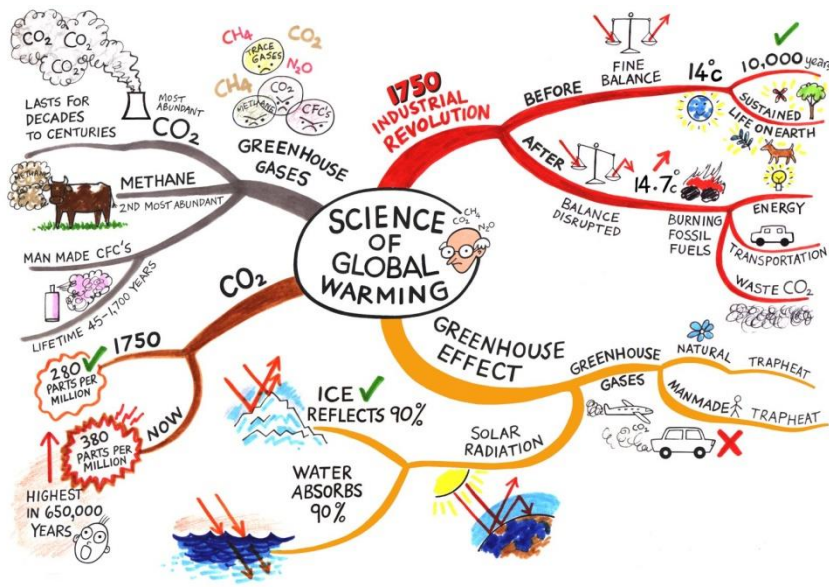 SCIENCE
OF
GLOBAL
WARMING
CO₂
CH4
N₂O
1750
INDUSTRIAL
REVOLUTION
BEFORE
FINE
BALANCE
14°C
10,000 years
SUSTAINED
LIFE ON EARTH
AFTER
BALANCE
DISRUPTED
14.7°C
BURNING
FOSSIL
FUELS
ENERGY
TRANSPORTATION
WASTE CO₂
GREENHOUSE
EFFECT
GREENHOUSE
GASES
NATURAL TRAPHEAT
MANMADE TRAPHEAT
CO₂
SOLAR
RADIATION
ICE
REFLECTS 90%
WATER
ABSORBS
90%
CO₂
1750
280
PARTS PER
MILLION
NOW
380
PARTS PER
MILLION
HIGHEST
IN 650,000
YEARS
GREENHOUSE
GASES
CH4
TRACE
GASES
CO₂
N₂O
CH4
CO₂
METHANE
CFC'S
CO₂
MOST
ABUNDANT
CO₂
CO₂
CO₂
LASTS FOR
DECADES
TO CENTURIES
METHANE
2ND MOST ABUNDANT
METHANE
MAN MADE CFC'S
LIFETIME 45-1,700 YEARS